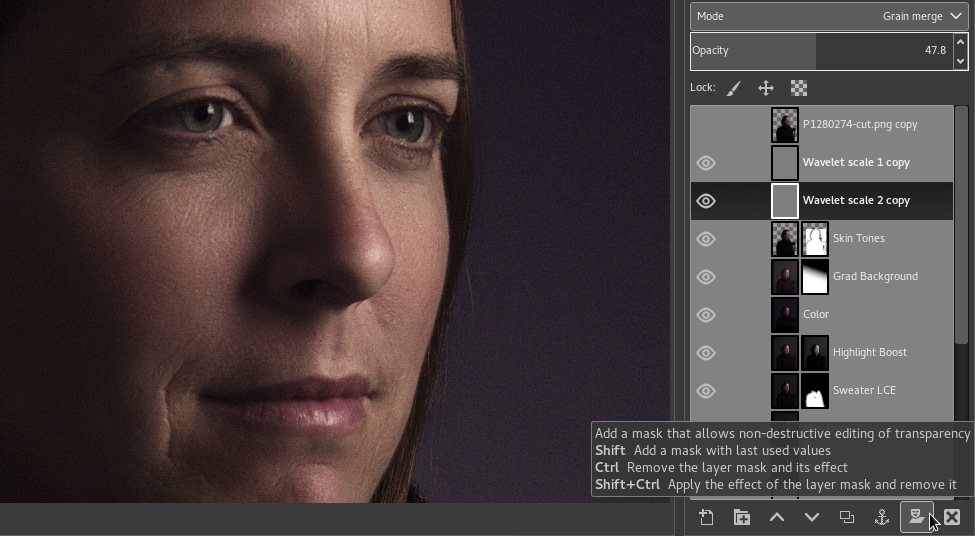 Mode Grain merge
Opacity 47.8
Lock:
P1280274-cut.png copy
Wavelet scale 1 copy
Wavelet scale 2 copy
Skin Tones
Grad Background
Color
Highlight Boost
Sweater LCE
Add a mask that allows non-destructive editing of transparency
Shift Add a mask with last used values
Ctrl Remove the layer mask and its effect
Shift+Ctrl Apply the effect of the layer mask and remove it